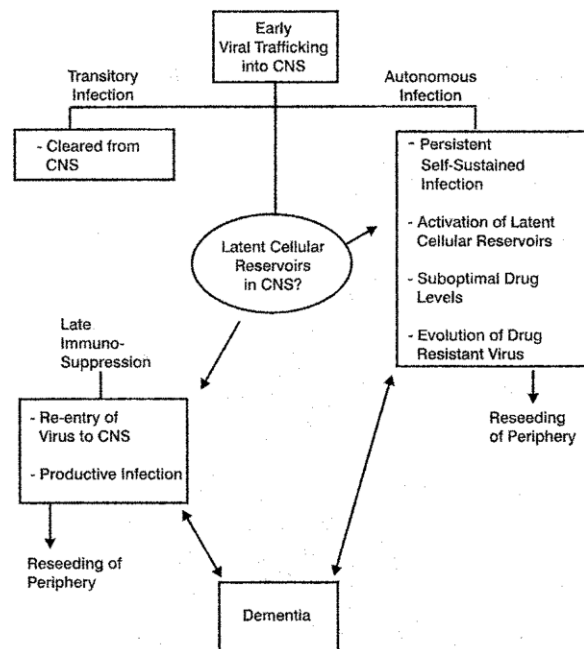 Early
Viral Trafficking
into CNS
Transitory
Infection
Autonomous
Infection
- Cleared from
CNS
- Persistent
Self-Sustained
Infection
- Activation of Latent
Cellular Reservoirs
- Suboptimal Drug
Levels
- Evolution of Drug
Resistant Virus
Latent Cellular
Reservoirs
in CNS?
Late
Immuno-
Suppression
- Re-entry of
Virus to CNS
- Productive Infection
Reseeding
of Periphery
Reseeding of
Periphery
Dementia